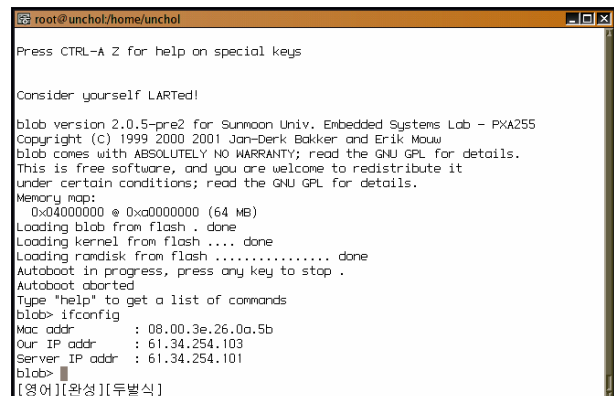 root@unchol:/home/unchol
Press CTRL-A Z for help on special keys
Consider yourself LARTed!
blob version 2.0.5-pre2 for Sunmoon Univ. Embedded Systems Lab - PXA255
Copyright (C) 1999 2000 2001 Jan-Derk Bakker and Erik Mouw
blob comes with ABSOLUTELY NO WARRANTY; read the GNU GPL for details.
This is free software, and you are welcome to redistribute it
under certain conditions; read the GNU GPL for details.
Memory map:
  0x04000000 @ 0xa0000000 (64 MB)
Loading blob from flash . done
Loading kernel from flash .... done
Loading ramdisk from flash ................ done
Autoboot in progress, press any key to stop .
Autoboot aborted
Type "help" to get a list of commands
blob> ifconfig
Mac addr        : 08.00.3e.26.0a.5b
Our IP addr     : 61.34.254.103
Server IP addr  : 61.34.254.101
blob>
[영어][완성][두벌식]